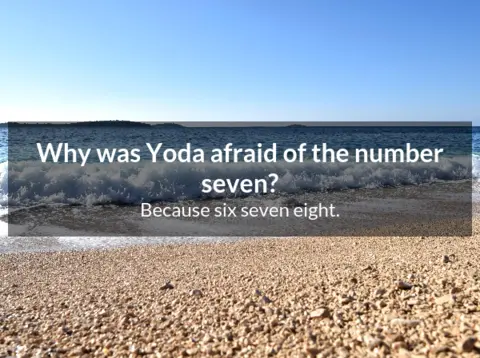 Why was Yoda afraid of the number
seven?
Because six seven eight.